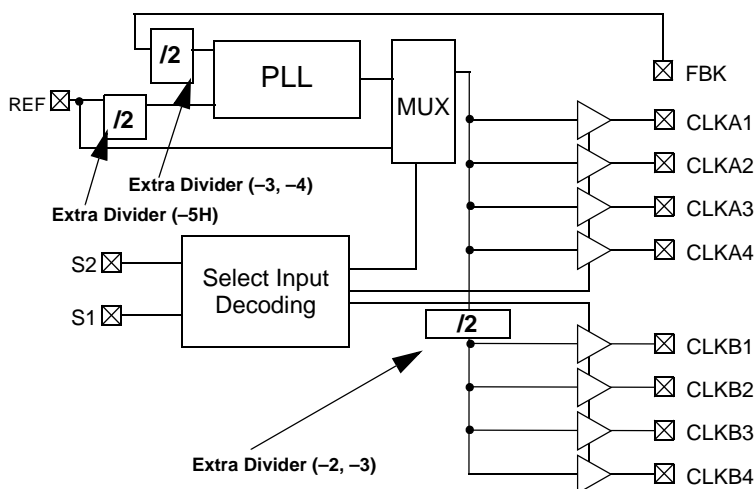 /2
PLL
FBK
REF
/2
MUX
CLKA1
CLKA2
Extra Divider (–3, –4)
CLKA3
Extra Divider (–5H)
CLKA4
S2
Select Input
Decoding
S1
/2
CLKB1
CLKB2
CLKB3
Extra Divider (–2, –3)
CLKB4